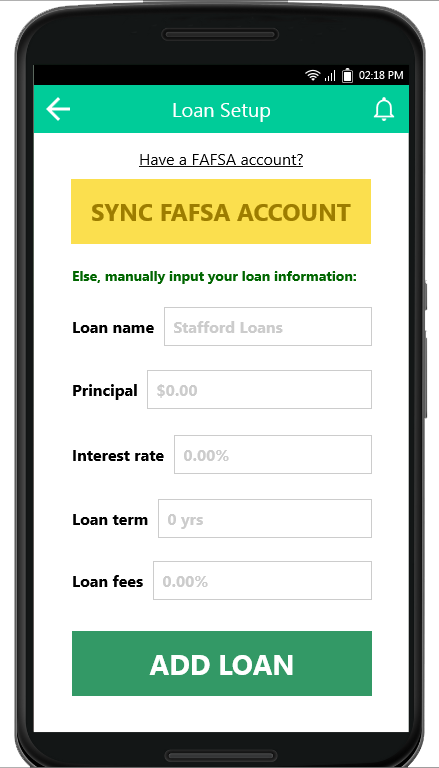 02:18 PM
Loan Setup
Have a FAFSA account?
SYNC FAFSA ACCOUNT
Else, manually input your loan information:
Loan name Stafford Loans
Principal $0.00
Interest rate 0.00%
Loan term 0 yrs
Loan fees 0.00%
ADD LOAN